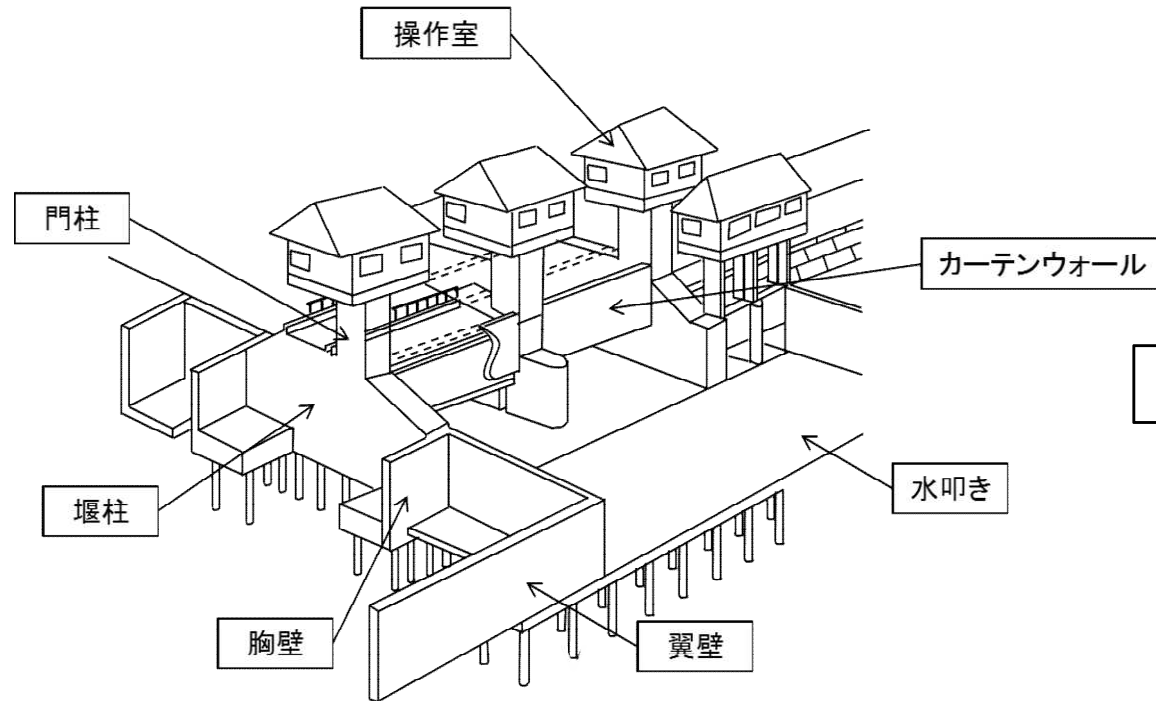 操作室
門柱
カーテンウォール
堰柱
水叩き
胸壁
翼壁